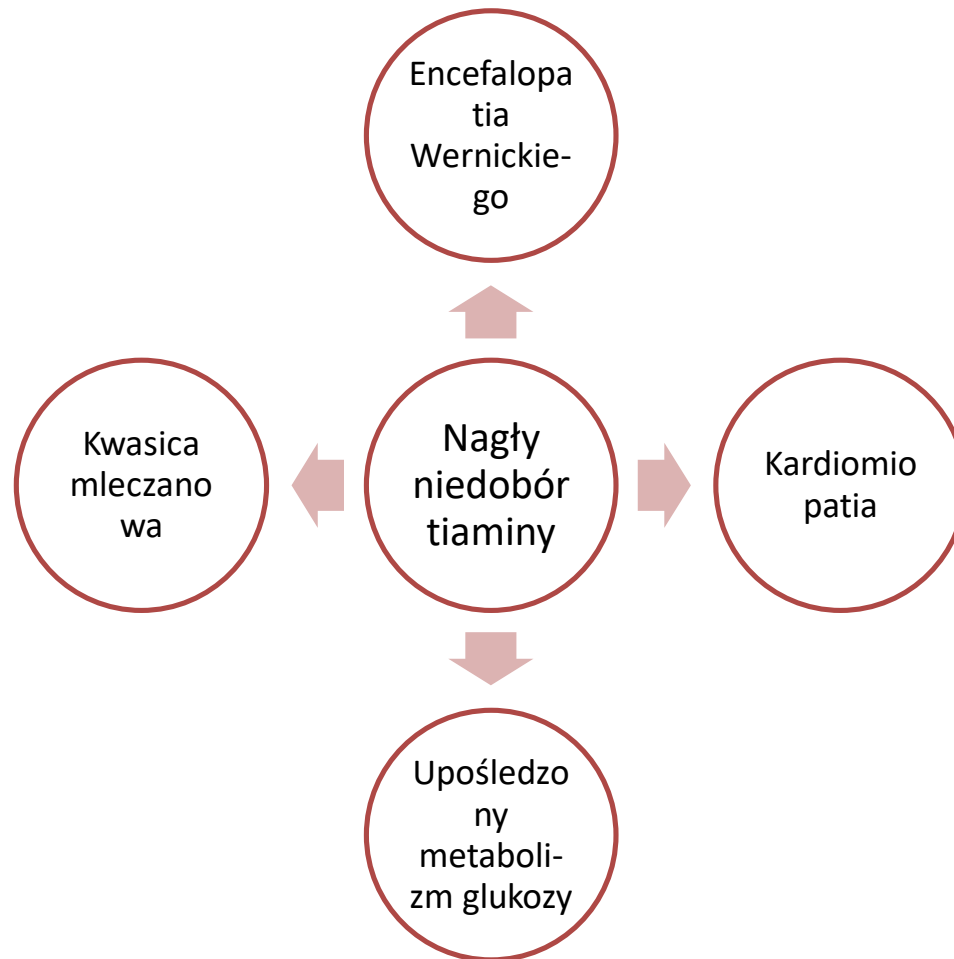 Encefalopa
tia
Wernickie-
go
Kwasica
mleczano
wa
Nagły
niedobór
tiaminy
Kardiomio
patia
Upośledzo
ny
metaboli-
zm glukozy